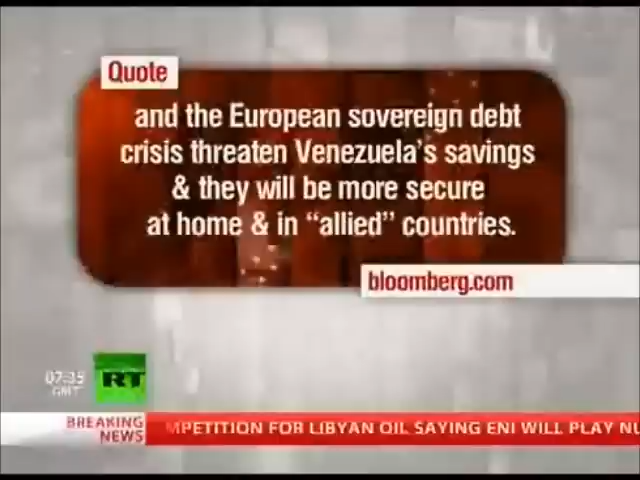 Quote
and the European sovereign debt
crisis threaten Venezuela's savings
& they will be more secure
at home & in “allied” countries.
bloomberg.com
07:35
GMT
RT
BREAKING
NEWS
MPETITION FOR LIBYAN OIL SAYING ENI WILL PLAY NU